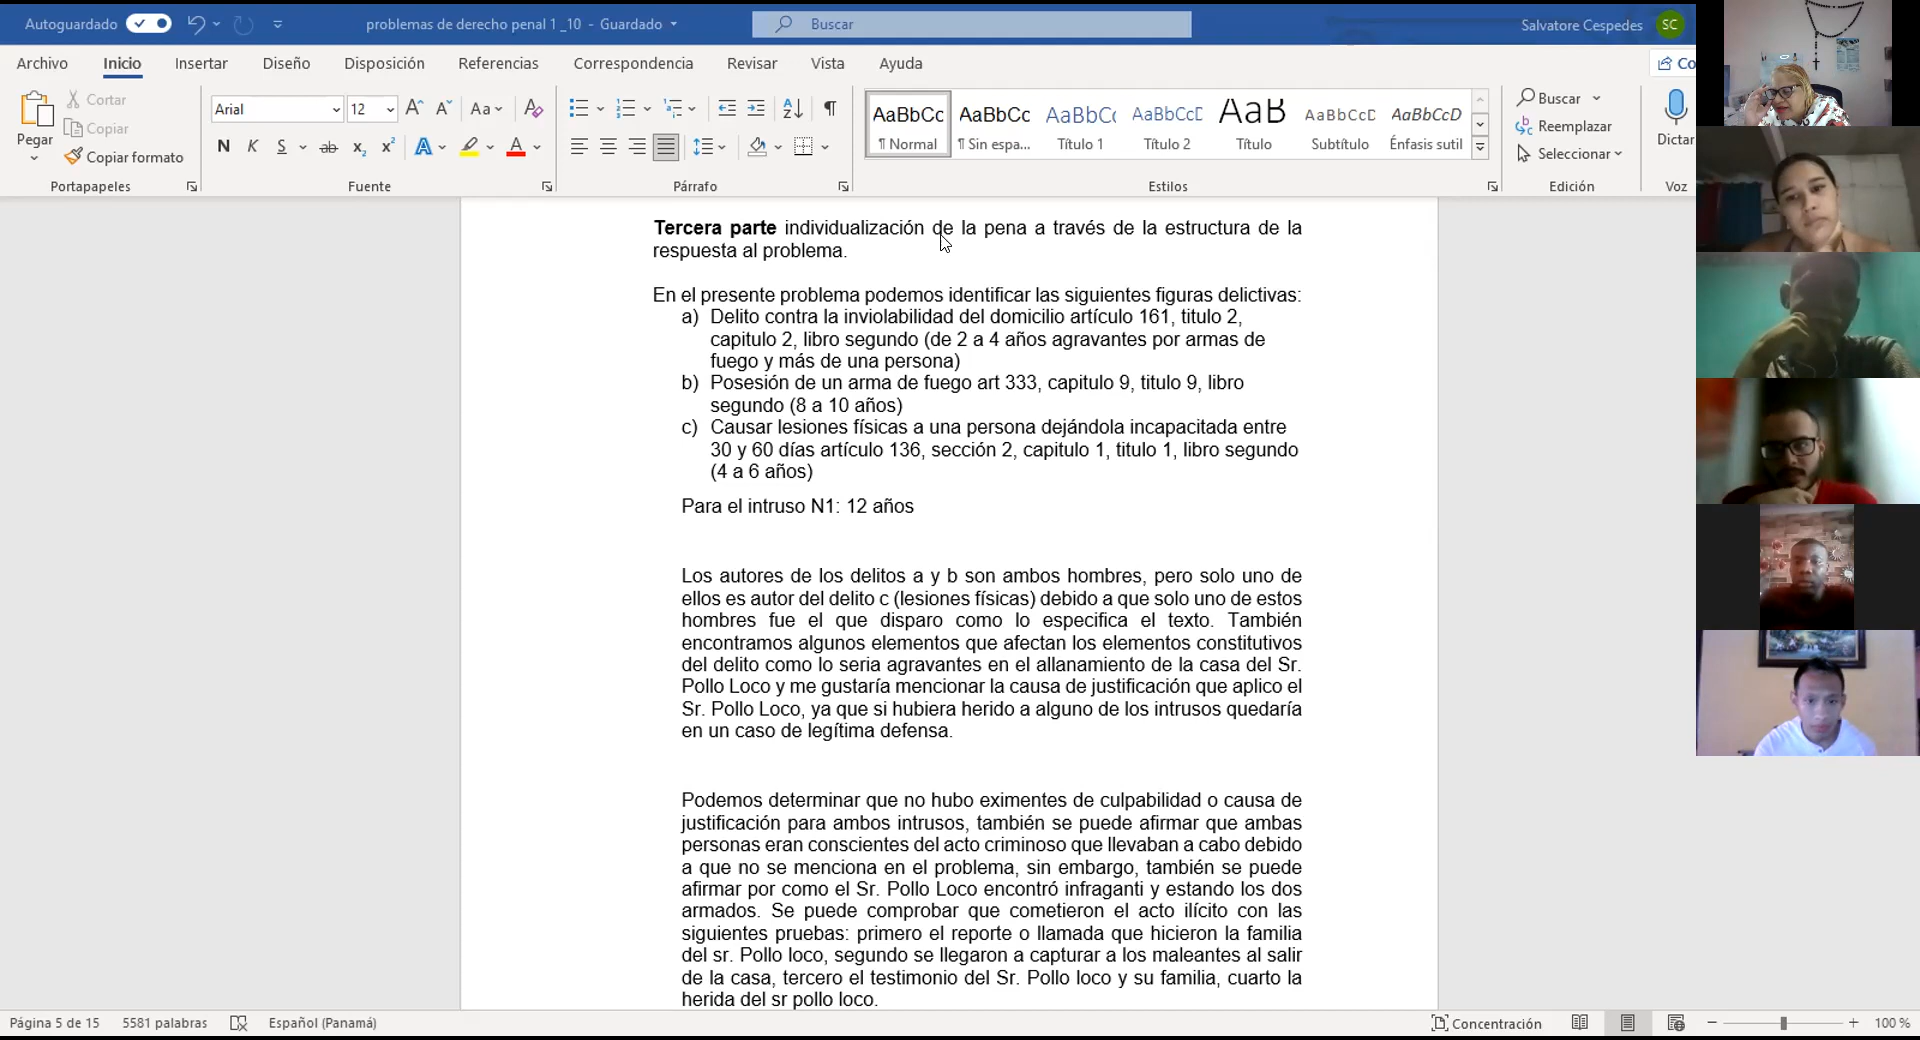 Autoguardado
problemas de derecho penal 1 _10 - Guardado
Buscar
Salvatore Cespedes
SC
Archivo Inicio Insertar Diseño Disposición Referencias Correspondencia Revisar Vista Ayuda
Co
Pegar
Cortar
Copiar
Copiar formato
Portapapeles
Arial 12
Aa
N K S ab x₂ x² A A
Fuente
Párrafo
AaBbCc AaBbCc AaBbC AaBbCcD AaB AaBbCcD AaBbCcD
¶ Normal ¶ Sin espa... Título 1 Título 2 Título Subtítulo Énfasis sutil
Estilos
Buscar
Reemplazar
Seleccionar
Edición
Dictar
Voz
Tercera parte individualización de la pena a través de la estructura de la
respuesta al problema.
En el presente problema podemos identificar las siguientes figuras delictivas:
a) Delito contra la inviolabilidad del domicilio artículo 161, titulo 2,
capitulo 2, libro segundo (de 2 a 4 años agravantes por armas de
fuego y más de una persona)
b) Posesión de un arma de fuego art 333, capitulo 9, titulo 9, libro
segundo (8 a 10 años)
c) Causar lesiones físicas a una persona dejándola incapacitada entre
30 y 60 días artículo 136, sección 2, capitulo 1, titulo 1, libro segundo
(4 a 6 años)
Para el intruso N1: 12 años
Los autores de los delitos a y b son ambos hombres, pero solo uno de
ellos es autor del delito c (lesiones físicas) debido a que solo uno de estos
hombres fue el que disparo como lo especifica el texto. También
encontramos algunos elementos que afectan los elementos constitutivos
del delito como lo seria agravantes en el allanamiento de la casa del Sr.
Pollo Loco y me gustaría mencionar la causa de justificación que aplico el
Sr. Pollo Loco, ya que si hubiera herido a alguno de los intrusos quedaría
en un caso de legítima defensa.
Podemos determinar que no hubo eximentes de culpabilidad o causa de
justificación para ambos intrusos, también se puede afirmar que ambas
personas eran conscientes del acto criminoso que llevaban a cabo debido
a que no se menciona en el problema, sin embargo, también se puede
afirmar por como el Sr. Pollo Loco encontró infraganti y estando los dos
armados. Se puede comprobar que cometieron el acto ilícito con las
siguientes pruebas: primero el reporte o llamada que hicieron la familia
del sr. Pollo loco, segundo se llegaron a capturar a los maleantes al salir
de la casa, tercero el testimonio del Sr. Pollo loco y su familia, cuarto la
herida del sr pollo loco.
Página 5 de 15 5581 palabras Español (Panamá) Concentración 100 %